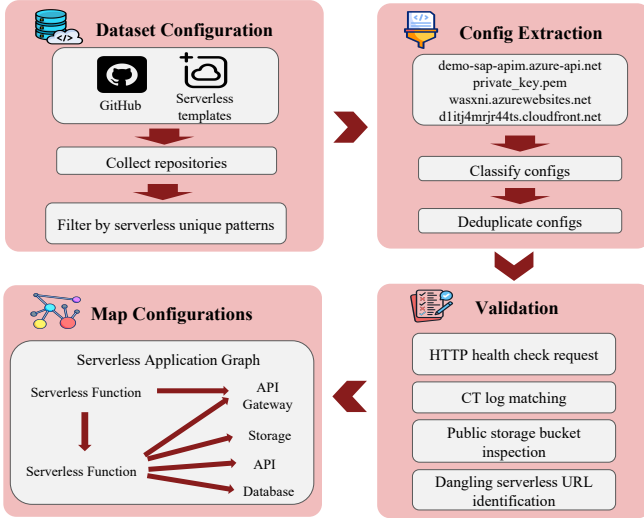 Dataset Configuration
GitHub
Serverless
templates
Collect repositories
Filter by serverless unique patterns
Config Extraction
demo-sap-apim.azure-api.net
private_key.pem
wasxni.azurewebsites.net
d1itj4mrjr44ts.cloudfront.net
Classify configs
Deduplicate configs
Validation
HTTP health check request
CT log matching
Public storage bucket
inspection
Dangling serverless URL
identification
Map Configurations
Serverless Application Graph
Serverless Function
API
Gateway
Storage
Serverless Function
API
Database